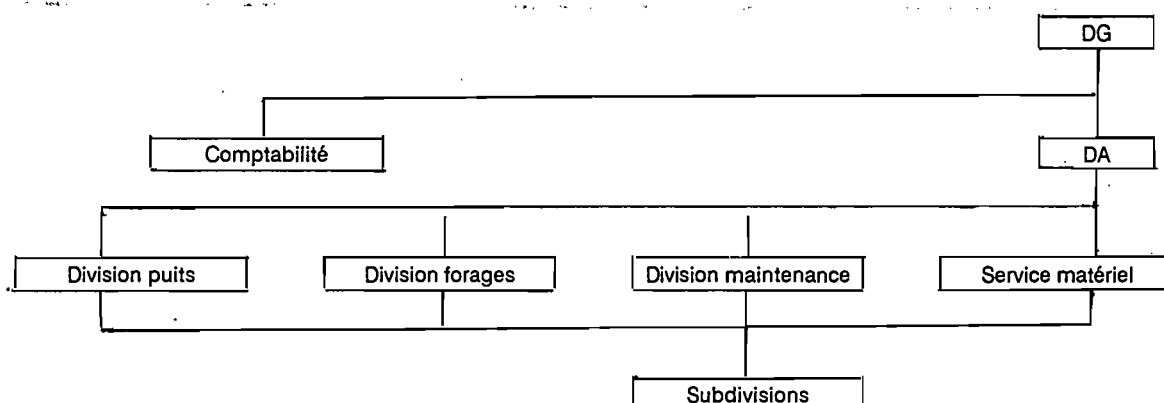 DG
Comptabilité
DA
Division puits
Division forages
Division maintenance
Service matériel
Subdivisions